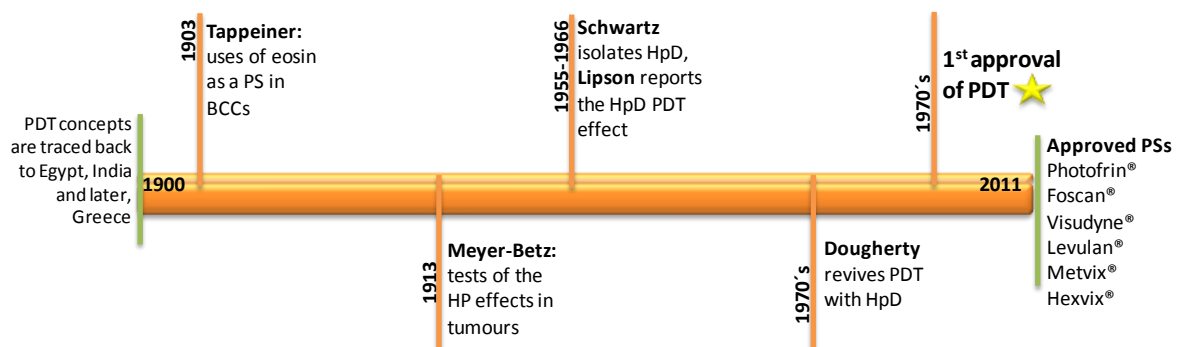 PDT concepts
are traced back
to Egypt, India
and later,
Greece
1900
1903
Tappeiner:
uses of eosin
as a PS in
BCCs
1913
Meyer-Betz:
tests of the
HP effects in
tumours
1955-1966
Schwartz
isolates HpD,
Lipson reports
the HpD PDT
effect
1970´s
Dougherty
revives PDT
with HpD
1970´s
1st approval
of PDT
2011
Approved PSs
Photofrin®
Foscan®
Visudyne®
Levulan®
Metvix®
Hexvix®